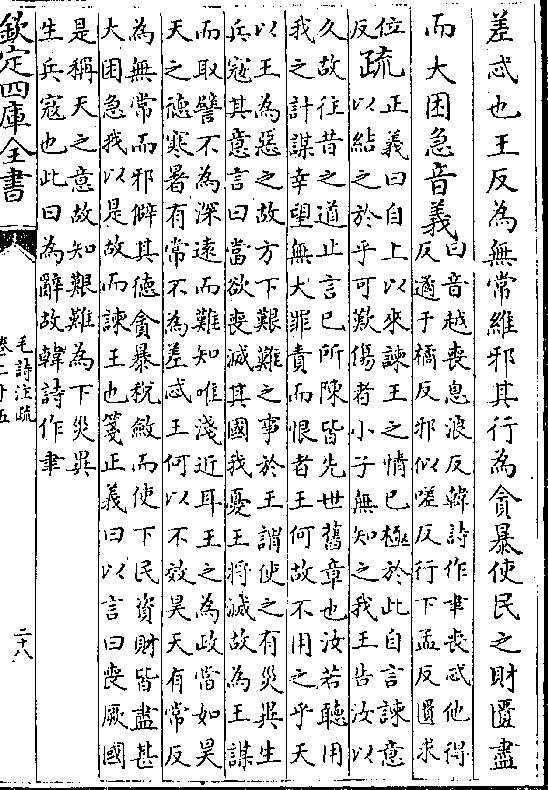 差忒也王反為無常維邪其行為貪暴使民之財匱盡
而大困急音義
曰音越喪息浪反韓詩作聿喪忒他得
反遹于橘反邪似嗟反行下孟反匱求
位
反
疏
正義曰自上以來諫王之情已極於此自言諫意
以結之於乎可歎傷者小子無知之我王告汝以
久故往昔之道止言已所陳皆先世舊章也汝若聽用
我之計謀幸望無大罪責而恨者王何故不用之乎天
以王為惡之故方下艱難之事於王謂使之有災異生
兵寇其意言曰當欲喪滅其國我憂王將滅故為王謀
而取譬不為深遠而難知唯淺近耳王之為政當如昊
天之德寒暑有常不為差忒王何以不效昊天有常反
為無常而邪僻其德貪暴稅斂而使下民資財皆盡甚
大困急我以是故而諫王也箋正義曰以言曰喪厥國
是稱天之意故知艱難為下災異
生兵寇也此曰為辭故韓詩作聿
欽定四庫全書
毛詩注疏
卷二十五
二十八